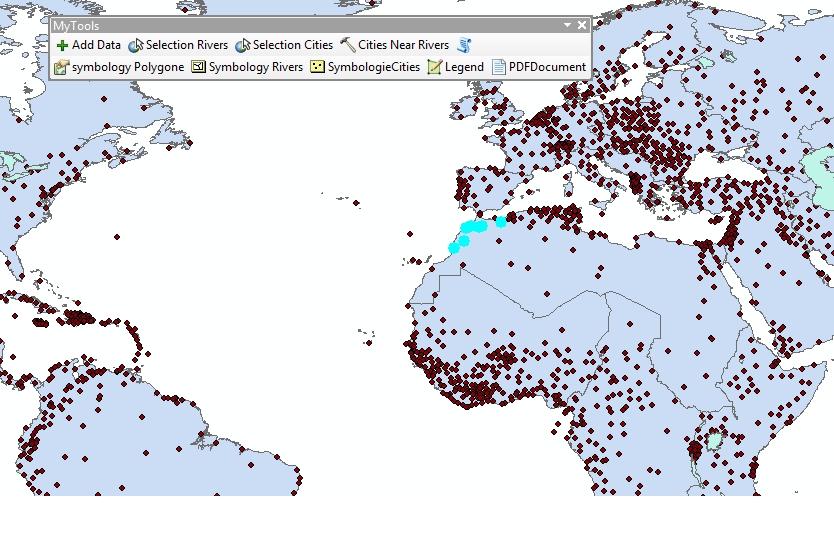 MyTools
Add Data Selection Rivers Selection Cities Cities Near Rivers
symbology Polygone Symbology Rivers SymbologieCities Legend PDFDocument